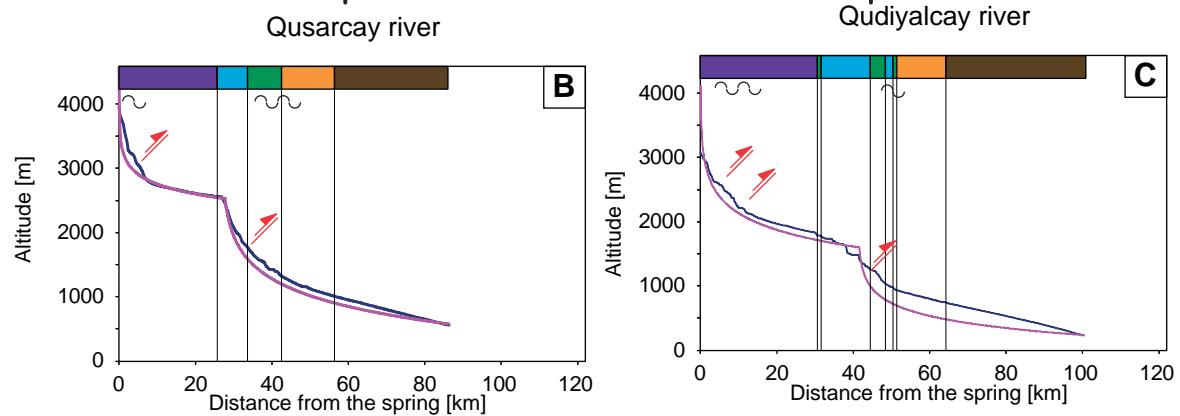 Qusarcay river
B
4000
3000
2000
1000
0
Altitude [m]
0 20 40 60 80 100 120
Distance from the spring [km]
Qudiyalcay river
C
4000
3000
2000
1000
0
Altitude [m]
0 20 40 60 80 100 120
Distance from the spring [km]